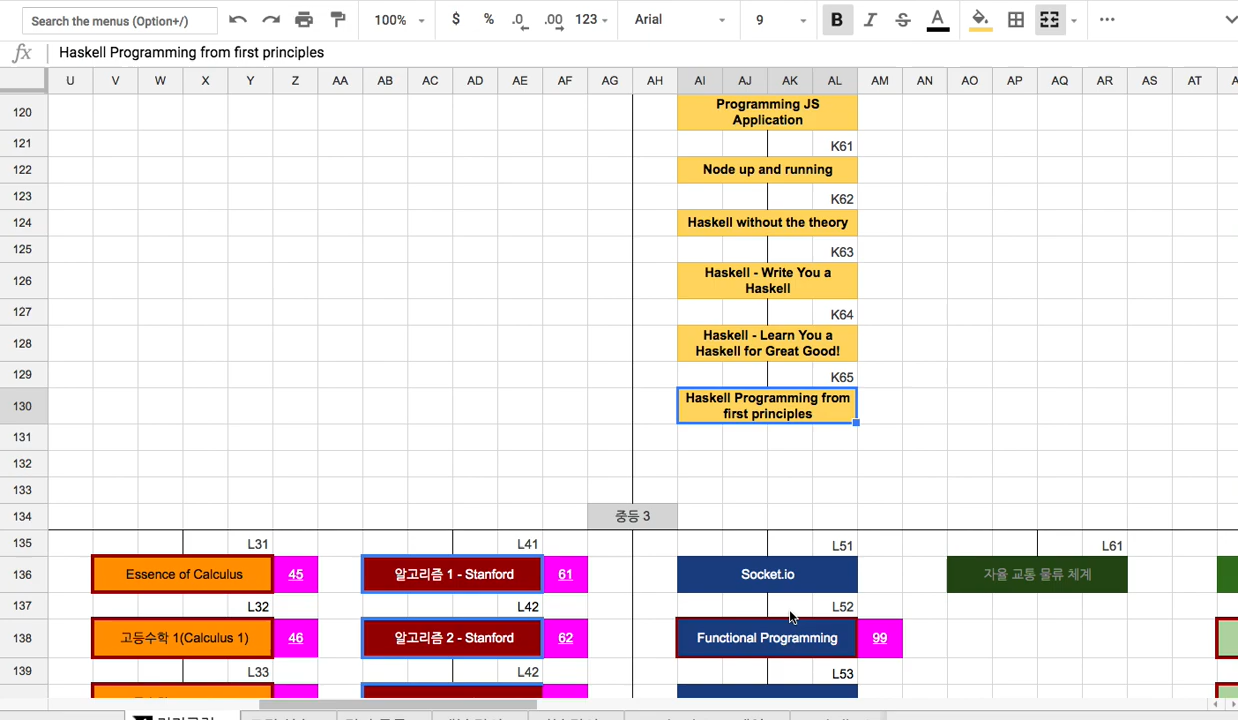 Search the menus (Option+/)
100%
$
%
.0
.00
123
Arial
9
B
I
S
A
fx
Haskell Programming from first principles
U V W X Y Z AA AB AC AD AE AF AG AH AI AJ AK AL AM AN AO AP AQ AR AS AT
120
Programming JS
Application
121
K61
122
Node up and running
123
K62
124
Haskell without the theory
125
K63
126
Haskell - Write You a
Haskell
127
K64
128
Haskell - Learn You a
Haskell for Great Good!
129
K65
130
Haskell Programming from
first principles
131
132
133
134
중등 3
135
L31
L41
L51
L61
136
Essence of Calculus
45
알고리즘 1 - Stanford
61
Socket.io
자율 교통 물류 체계
137
L32
L42
L52
138
고등수학 1(Calculus 1)
46
알고리즘 2 - Stanford
62
Functional Programming
99
139
L33
L42
L53